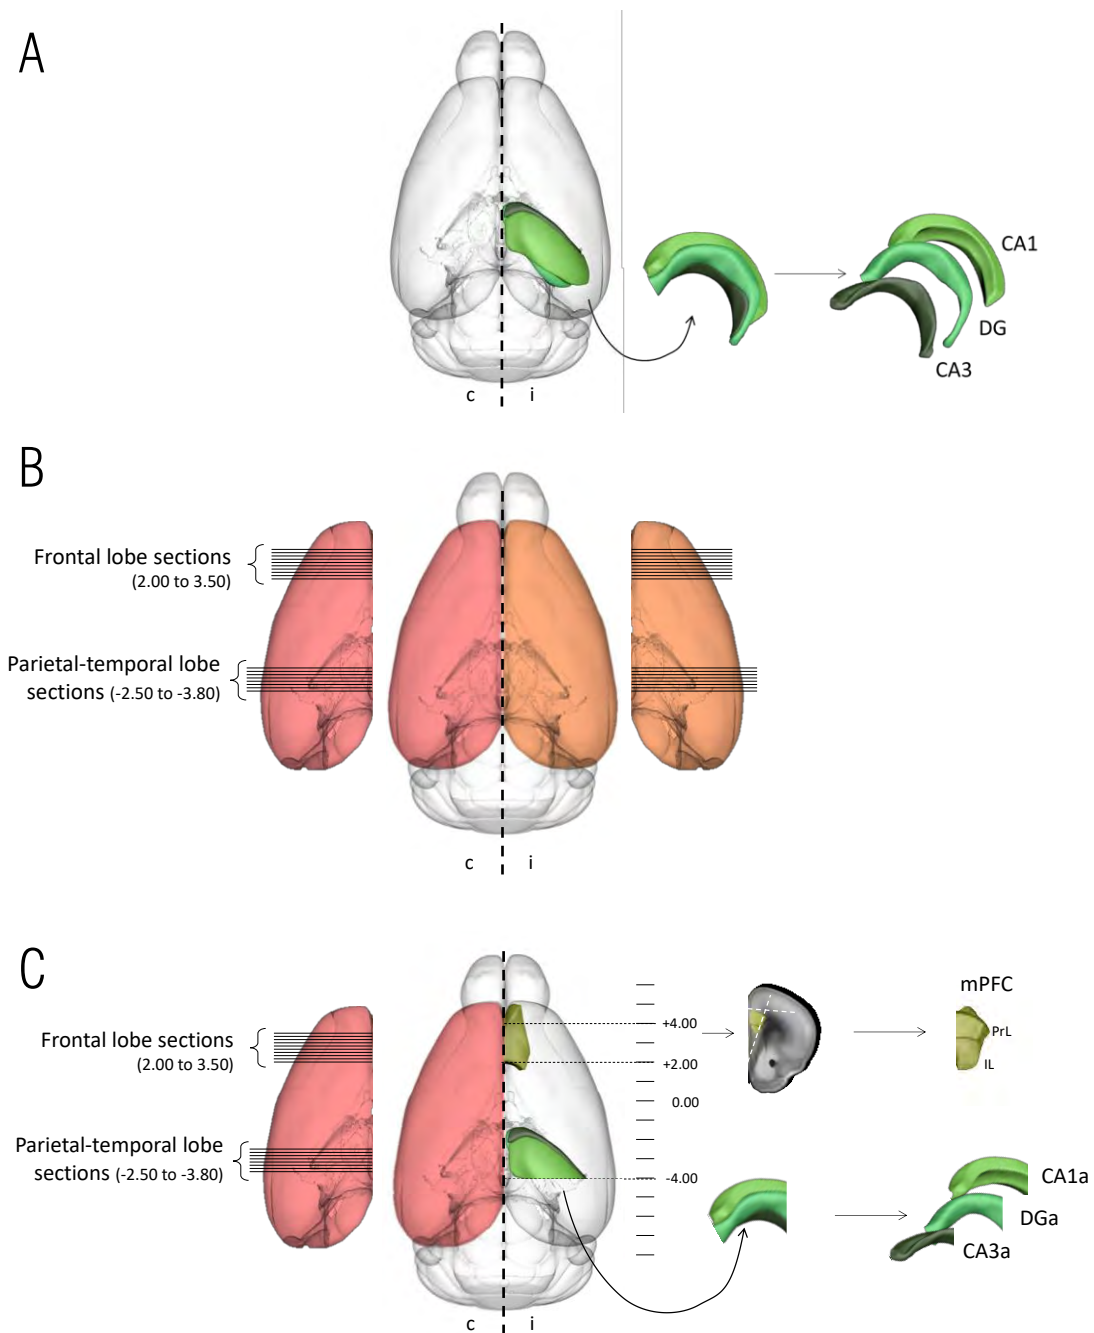 A
CA1
DG
CA3
c i
B
Frontal lobe sections
(2.00 to 3.50)
Parietal-temporal lobe
sections (-2.50 to -3.80)
c i
C
mPFC
Frontal lobe sections
(2.00 to 3.50)
+4.00
PrL
+2.00
IL
0.00
Parietal-temporal lobe
sections (-2.50 to -3.80)
-4.00
CA1a
DGa
CA3a
c i